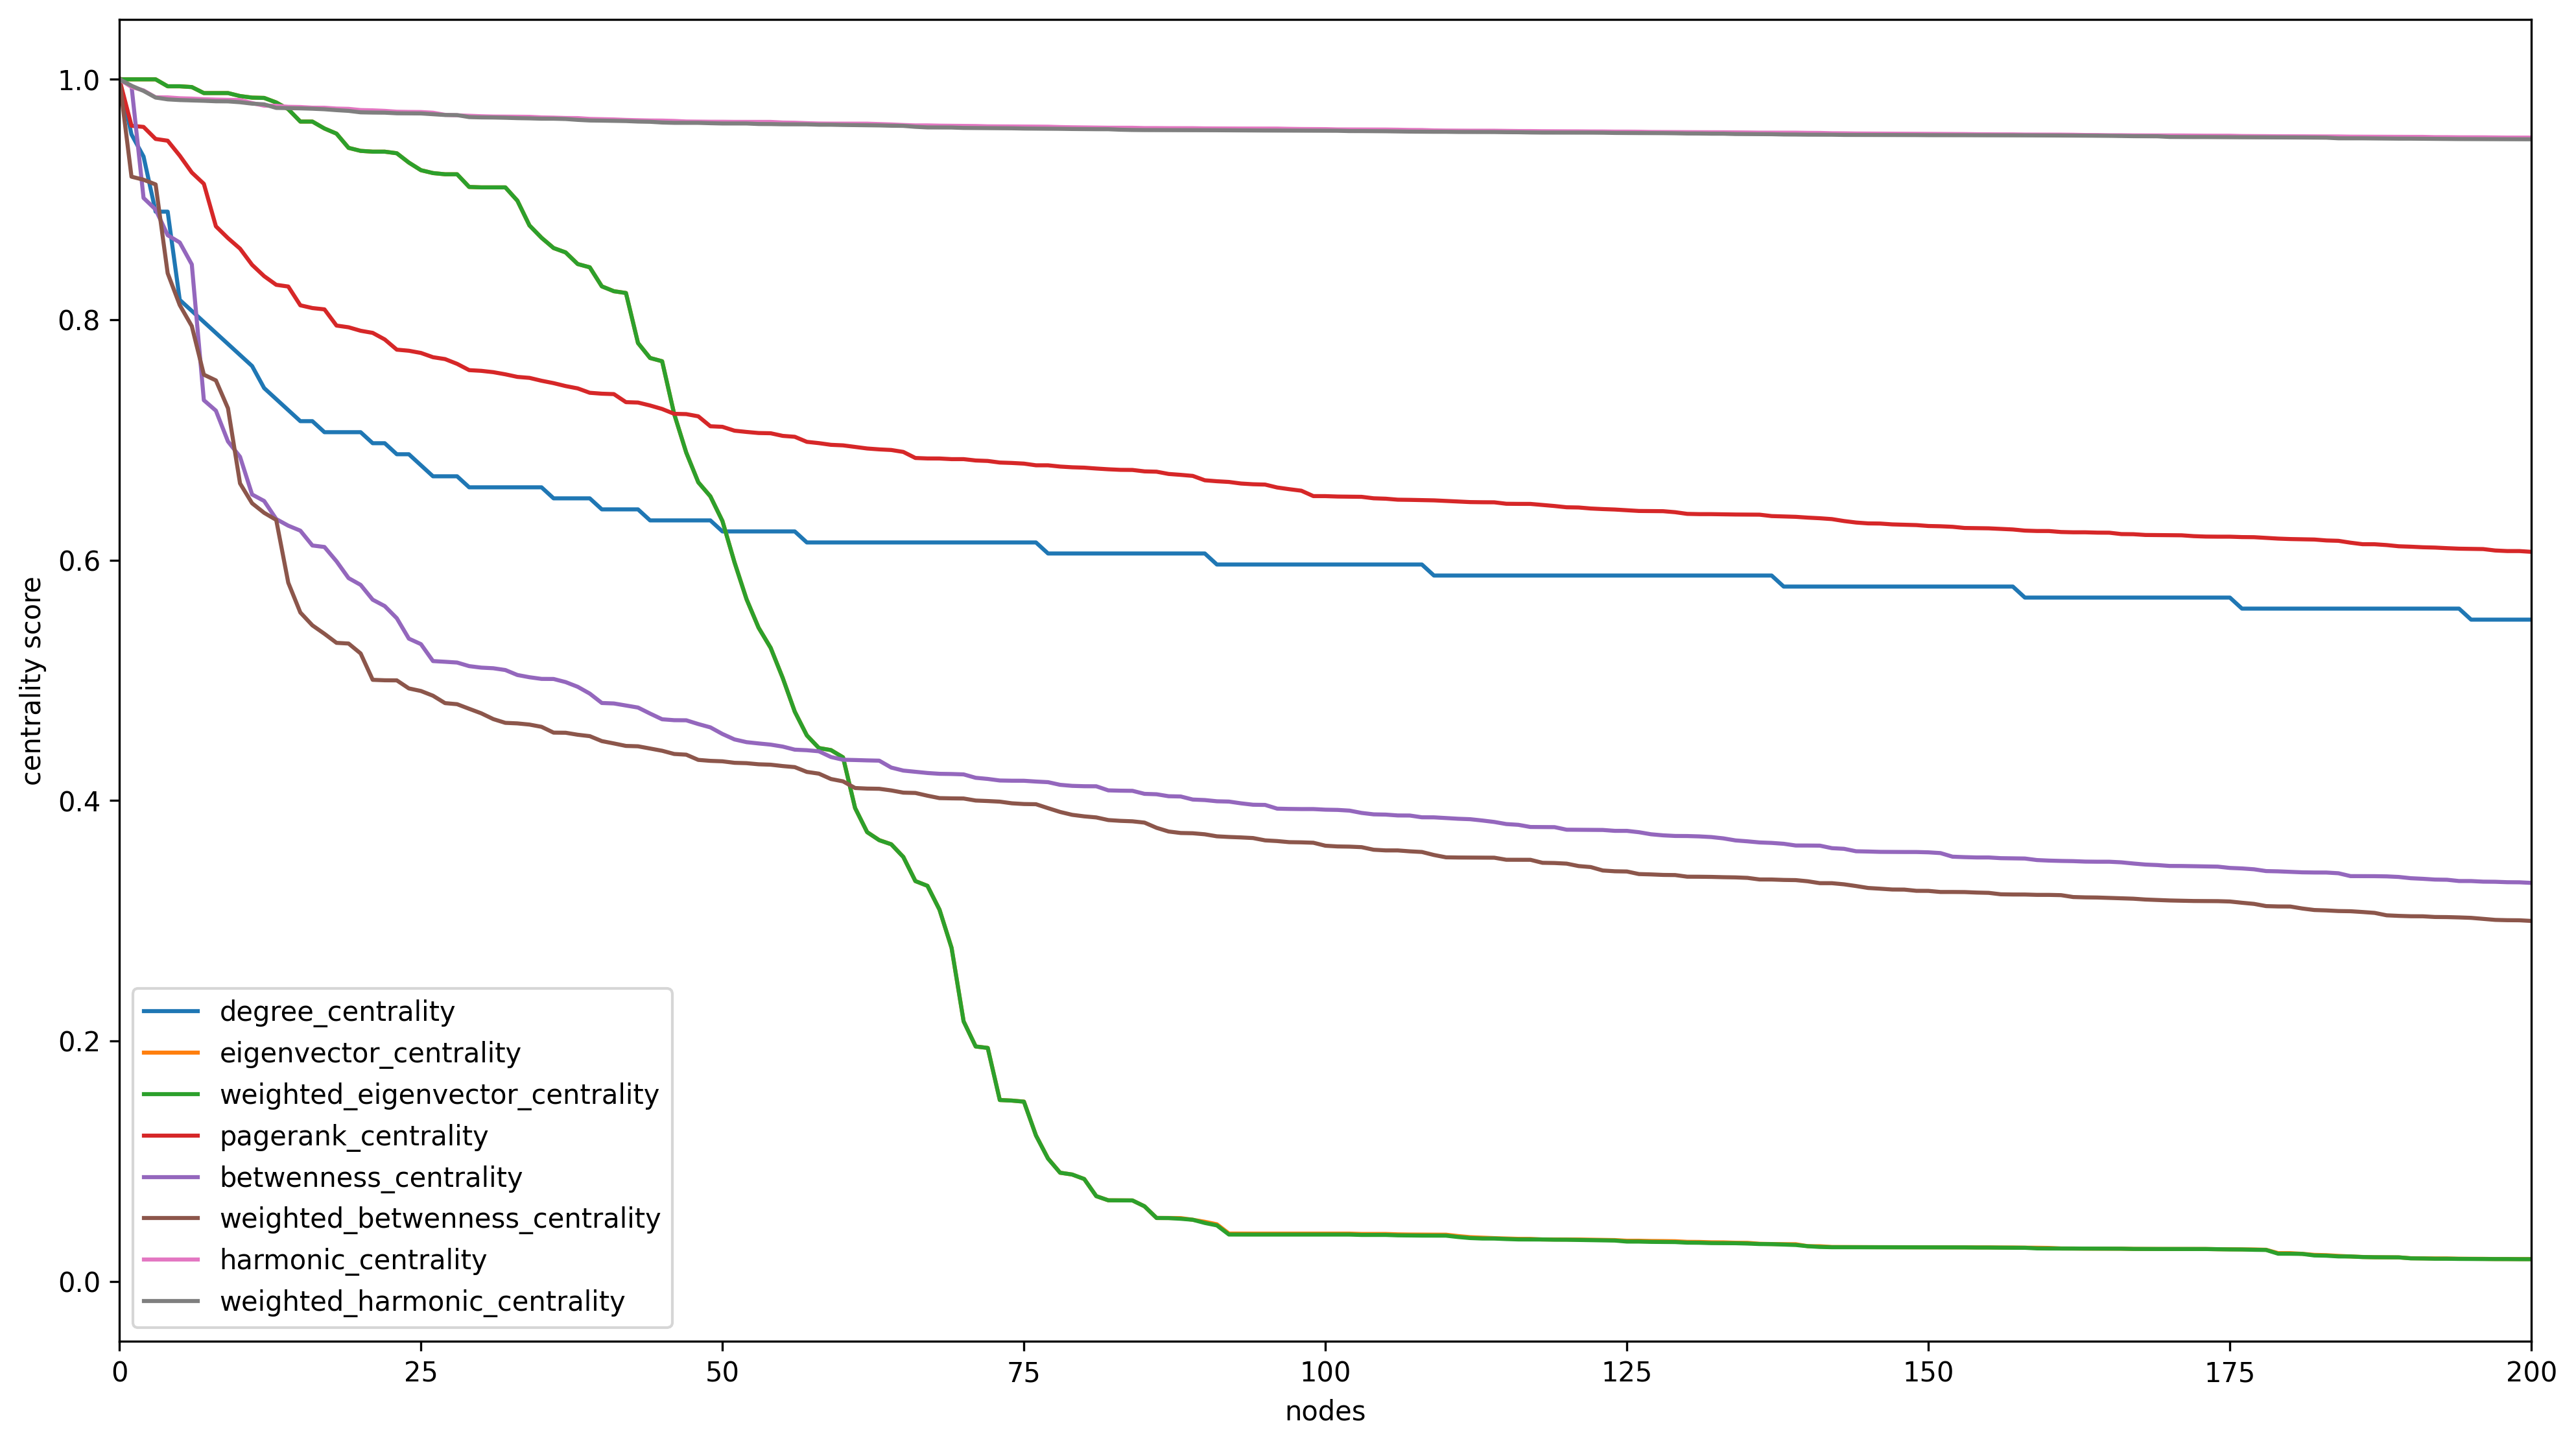 1.0
0.8
0.6
0.4
0.2
0.0
centrality score
degree_centrality
eigenvector_centrality
weighted_eigenvector_centrality
pagerank_centrality
betwenness_centrality
weighted_betwenness_centrality
harmonic_centrality
weighted_harmonic_centrality
0 25 50 75 100 125 150 175 200
nodes